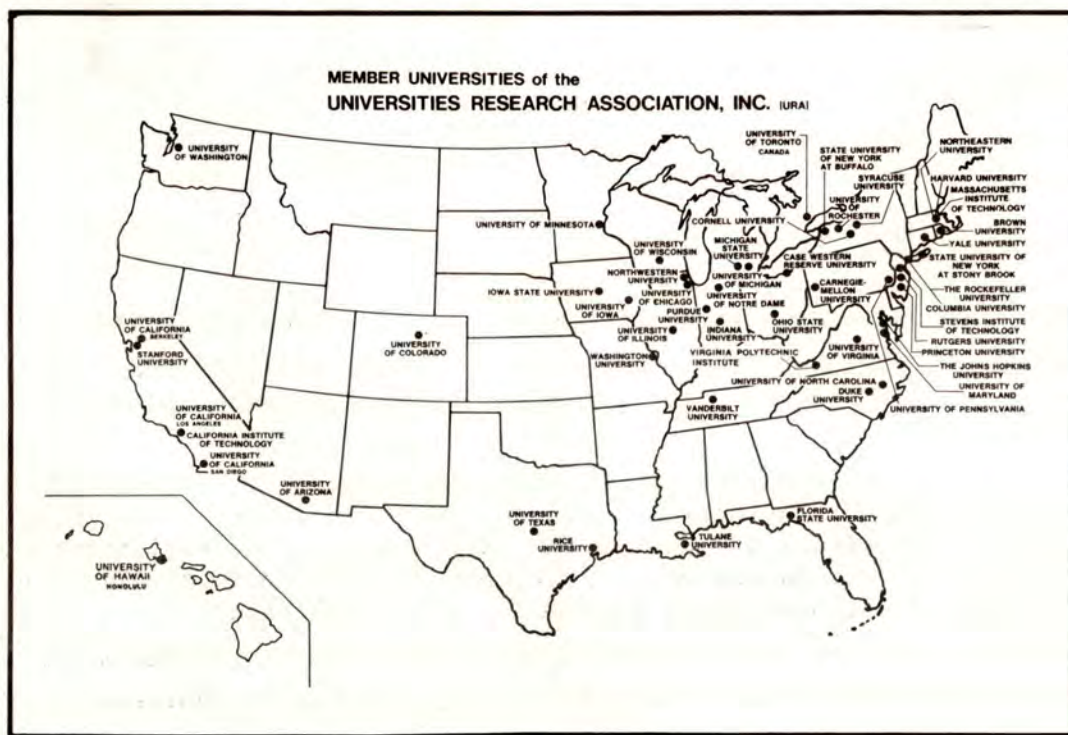 MEMBER UNIVERSITIES of the
UNIVERSITIES RESEARCH ASSOCIATION, INC. (URA)
UNIVERSITY
OF WASHINGTON
UNIVERSITY OF MINNESOTA
UNIVERSITY
OF TORONTO
CANADA
STATE UNIVERSITY
OF NEW YORK
AT BUFFALO
SYRACUSE
UNIVERSITY
UNIVERSITY
OF
ROCHESTER
CORNELL UNIVERSITY
NORTHEASTERN
UNIVERSITY
HARVARD UNIVERSITY
MASSACHUSETTS
INSTITUTE
OF TECHNOLOGY
BROWN
UNIVERSITY
YALE UNIVERSITY
STATE UNIVERSITY OF
NEW YORK
AT STONY BROOK
THE ROCKEFELLER
UNIVERSITY
COLUMBIA UNIVERSITY
STEVENS INSTITUTE
OF TECHNOLOGY
RUTGERS UNIVERSITY
PRINCETON UNIVERSITY
THE JOHNS HOPKINS
UNIVERSITY
UNIVERSITY OF
MARYLAND
UNIVERSITY OF PENNSYLVANIA
UNIVERSITY
OF WISCONSIN
MICHIGAN
STATE
UNIVERSITY
CASE WESTERN
RESERVE UNIVERSITY
NORTHWESTERN
UNIVERSITY
UNIVERSITY
OF CHICAGO
UNIVERSITY
OF MICHIGAN
UNIVERSITY
OF NOTRE DAME
CARNEGIE-
MELLON
UNIVERSITY
IOWA STATE UNIVERSITY
UNIVERSITY
OF IOWA
PURDUE
UNIVERSITY
UNIVERSITY
OF ILLINOIS
INDIANA
UNIVERSITY
OHIO STATE
UNIVERSITY
WASHINGTON
UNIVERSITY
VIRGINIA POLYTECHNIC
INSTITUTE
UNIVERSITY
OF VIRGINIA
UNIVERSITY OF NORTH CAROLINA
DUKE
UNIVERSITY
VANDERBILT
UNIVERSITY
UNIVERSITY
OF CALIFORNIA
BERKELEY
STANFORD
UNIVERSITY
UNIVERSITY
OF COLORADO
UNIVERSITY
OF CALIFORNIA
LOS ANGELES
CALIFORNIA INSTITUTE
OF TECHNOLOGY
UNIVERSITY
OF CALIFORNIA
SAN DIEGO
UNIVERSITY
OF ARIZONA
UNIVERSITY
OF TEXAS
RICE
UNIVERSITY
TULANE
UNIVERSITY
FLORIDA
STATE UNIVERSITY
UNIVERSITY
OF HAWAII
HONOLULU